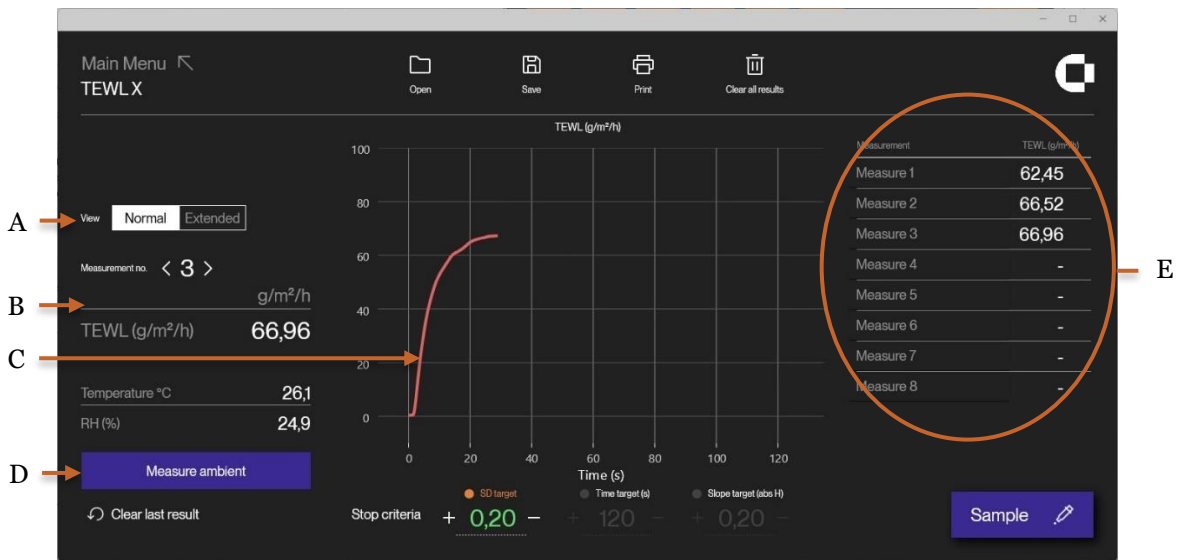 Main Menu
TEWL X
Open
Save
Print
Clear all results
TEWL (g/m²/h)
100
80
60
40
20
0
0 20 40 60 80 100 120
Time (s)
A
View Normal Extended
Measurement no. < 3 >
B
g/m²/h
TEWL (g/m²/h) 66,96
C
Temperature °C 26,1
RH (%) 24,9
D
Measure ambient
Clear last result
Stop criteria
SD target
+ 0,20 −
Time target (s)
+ 120 −
Slope target (abs H)
+ 0,20 −
Measurement TEWL (g/m²/h)
Measure 1 62,45
Measure 2 66,52
Measure 3 66,96
Measure 4 -
Measure 5 -
Measure 6 -
Measure 7 -
Measure 8 -
E
Sample